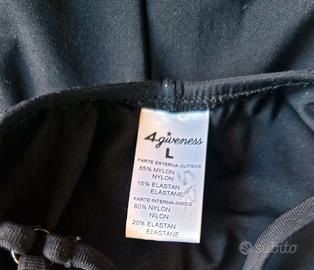 4giveness
L
PARTE ESTERNA-OUTSIDE
85% NYLON
NYLON
15% ELASTAN
ELASTANE
PARTE INTERNA-INSIDE
80% NYLON
NILON
20% ELASTAN
ELASTANE
subito